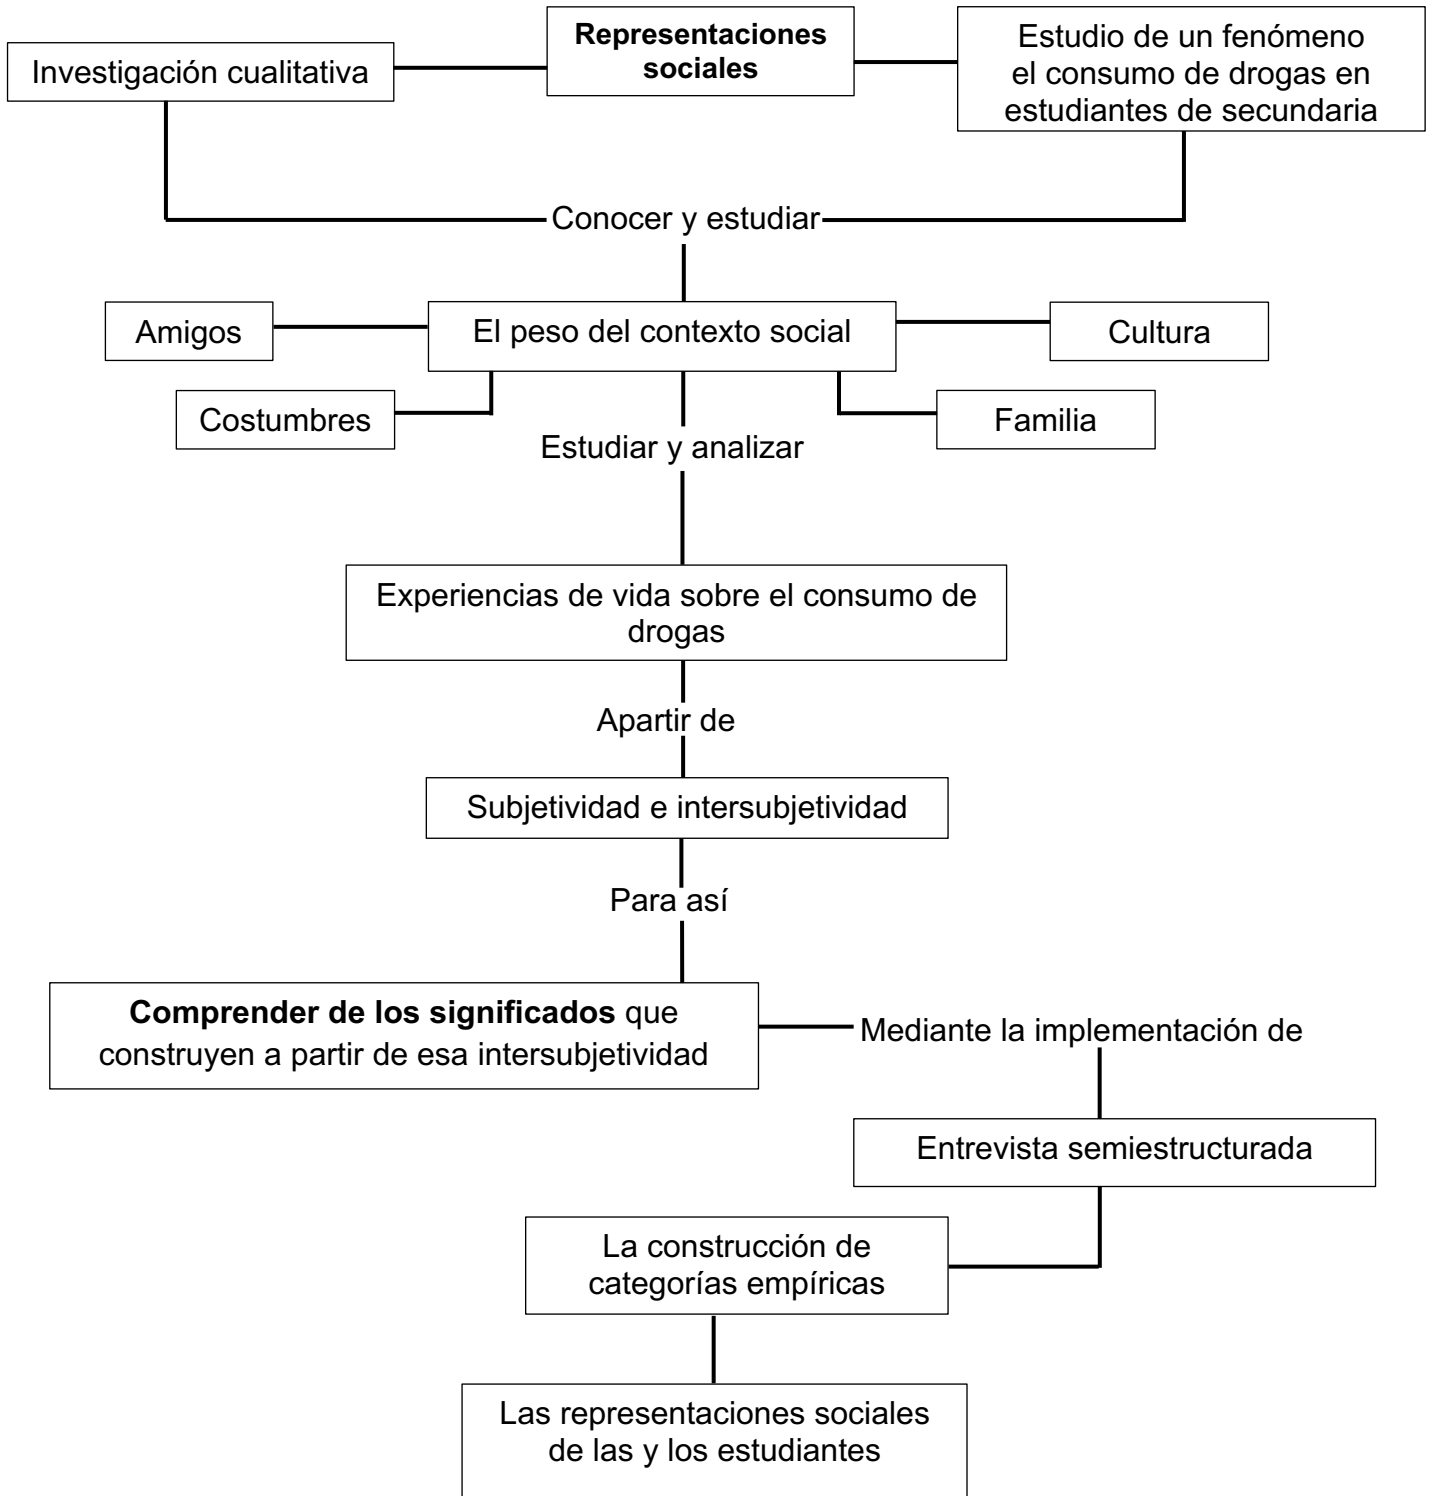 Investigación cualitativa
Representaciones
sociales
Estudio de un fenómeno
el consumo de drogas en
estudiantes de secundaria
Conocer y estudiar
Amigos
El peso del contexto social
Cultura
Costumbres
Familia
Estudiar y analizar
Experiencias de vida sobre el consumo de
drogas
Apartir de
Subjetividad e intersubjetividad
Para así
Comprender de los significados que
construyen a partir de esa intersubjetividad
Mediante la implementación de
Entrevista semiestructurada
La construcción de
categorías empíricas
Las representaciones sociales
de las y los estudiantes